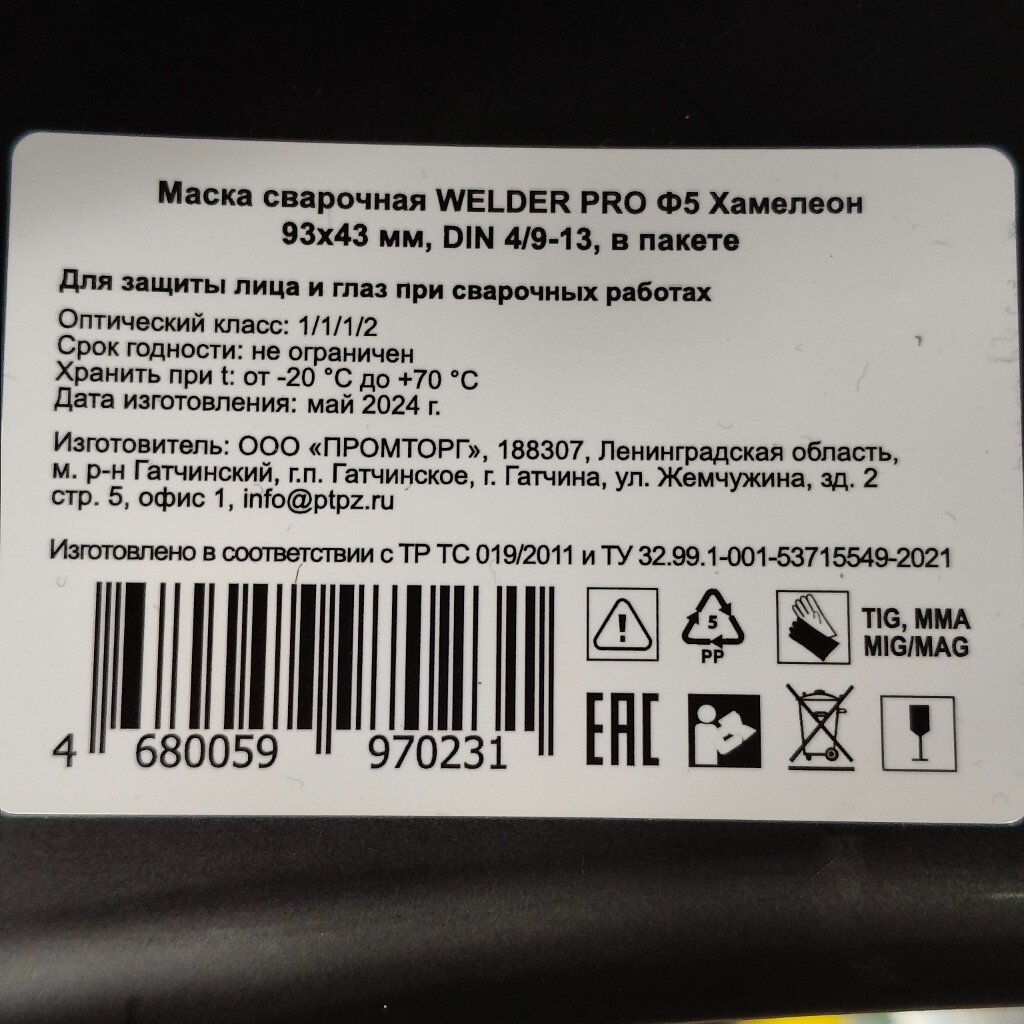 Маска сварочная WELDER PRO Ф5 Хамелеон
93х43 мм, DIN 4/9-13, в пакете
Для защиты лица и глаз при сварочных работах
Оптический класс: 1/1/1/2
Срок годности: не ограничен
Хранить при t: от -20 °C до +70 °C
Дата изготовления: май 2024 г.
Изготовитель: ООО «ПРОМТОРГ», 188307, Ленинградская область,
м. р-н Гатчинский, г.п. Гатчинское, г. Гатчина, ул. Жемчужина, зд. 2
стр. 5, офис 1, info@ptpz.ru
Изготовлено в соответствии с ТР ТС 019/2011 и ТУ 32.99.1-001-53715549-2021
5
PP
TIG, MMA
MIG/MAG
4 680059 970231
EAC